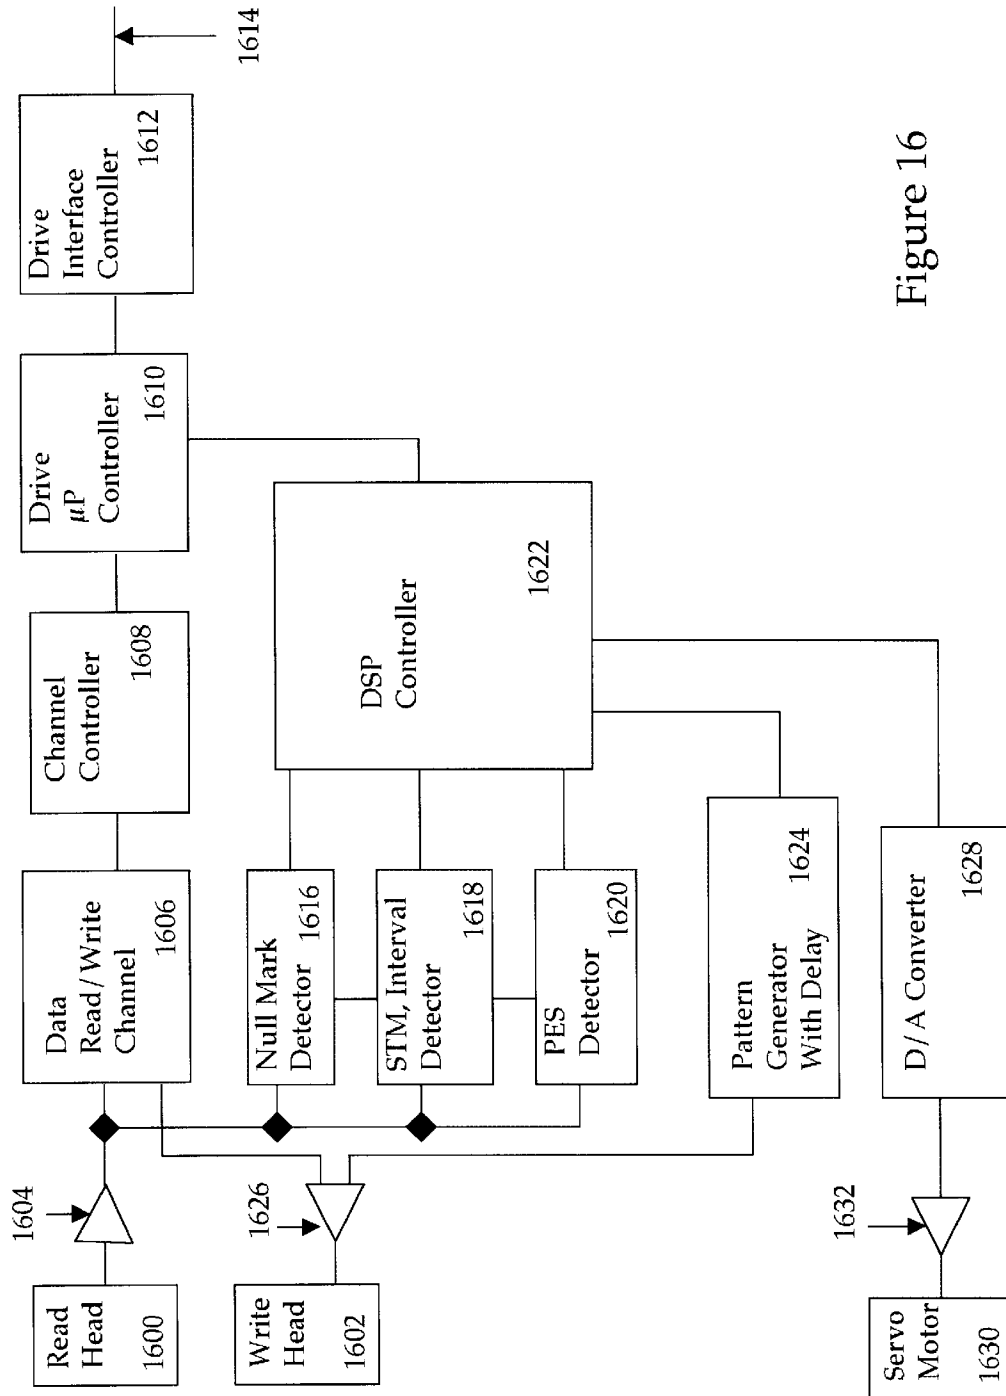 Read
Head
1600
1604
Data
Read/Write
Channel
1606
Channel
Controller
1608
Drive
µP
Controller
1610
Drive
Interface
Controller
1612
1614
Write
Head
1602
1626
Null Mark
Detector
1616
STM, Interval
Detector
1618
PES
Detector
1620
DSP
Controller
1622
Pattern
Generator
With Delay
1624
Servo
Motor
1630
1632
D/A Converter
1628
Figure 16